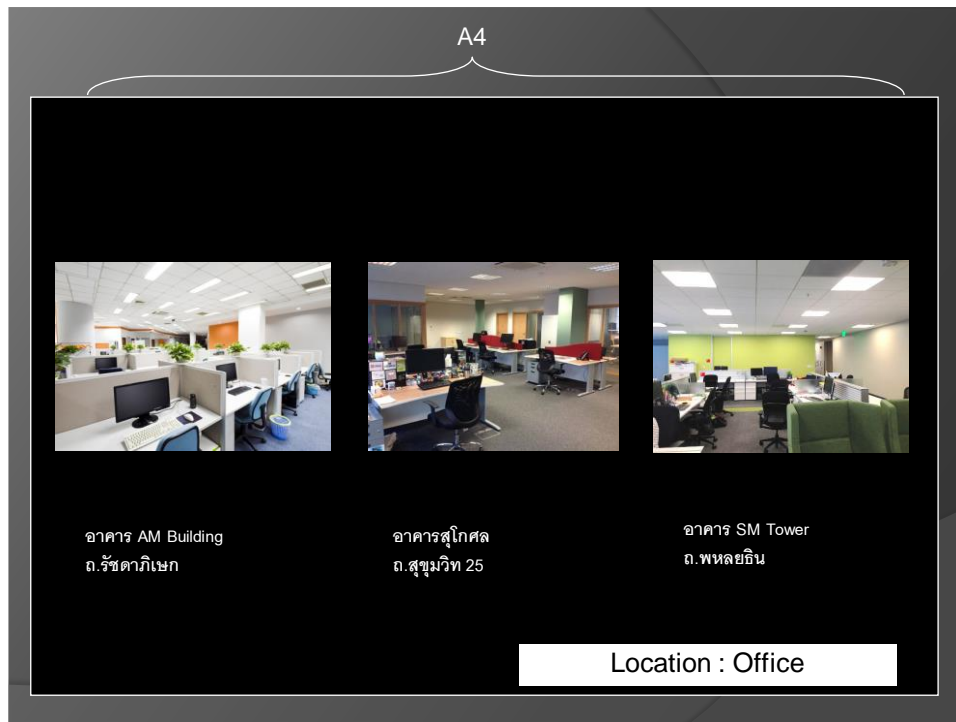 A4
อาคาร AM Building
ถ.รัชดาภิเษก
อาคารสุโกศล
ถ.สุขุมวิท 25
อาคาร SM Tower
ถ.พหลยธิน
Location : Office